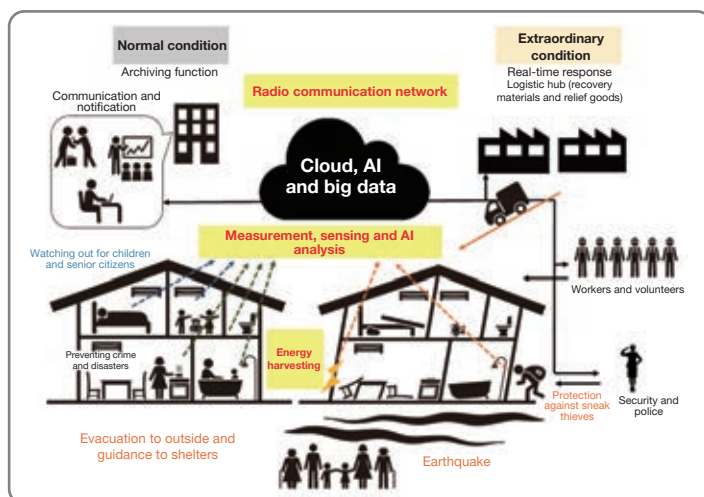 Normal condition
Archiving function
Communication and
notification
Radio communication network
Extraordinary
condition
Real-time response
Logistic hub (recovery
materials and relief goods)
Cloud, AI
and big data
Measurement, sensing and AI
analysis
Watching out for children
and senior citizens
Workers and volunteers
Preventing crime
and disasters
Energy
harvesting
Protection
against sneak
thieves
Security and
police
Evacuation to outside and
guidance to shelters
Earthquake